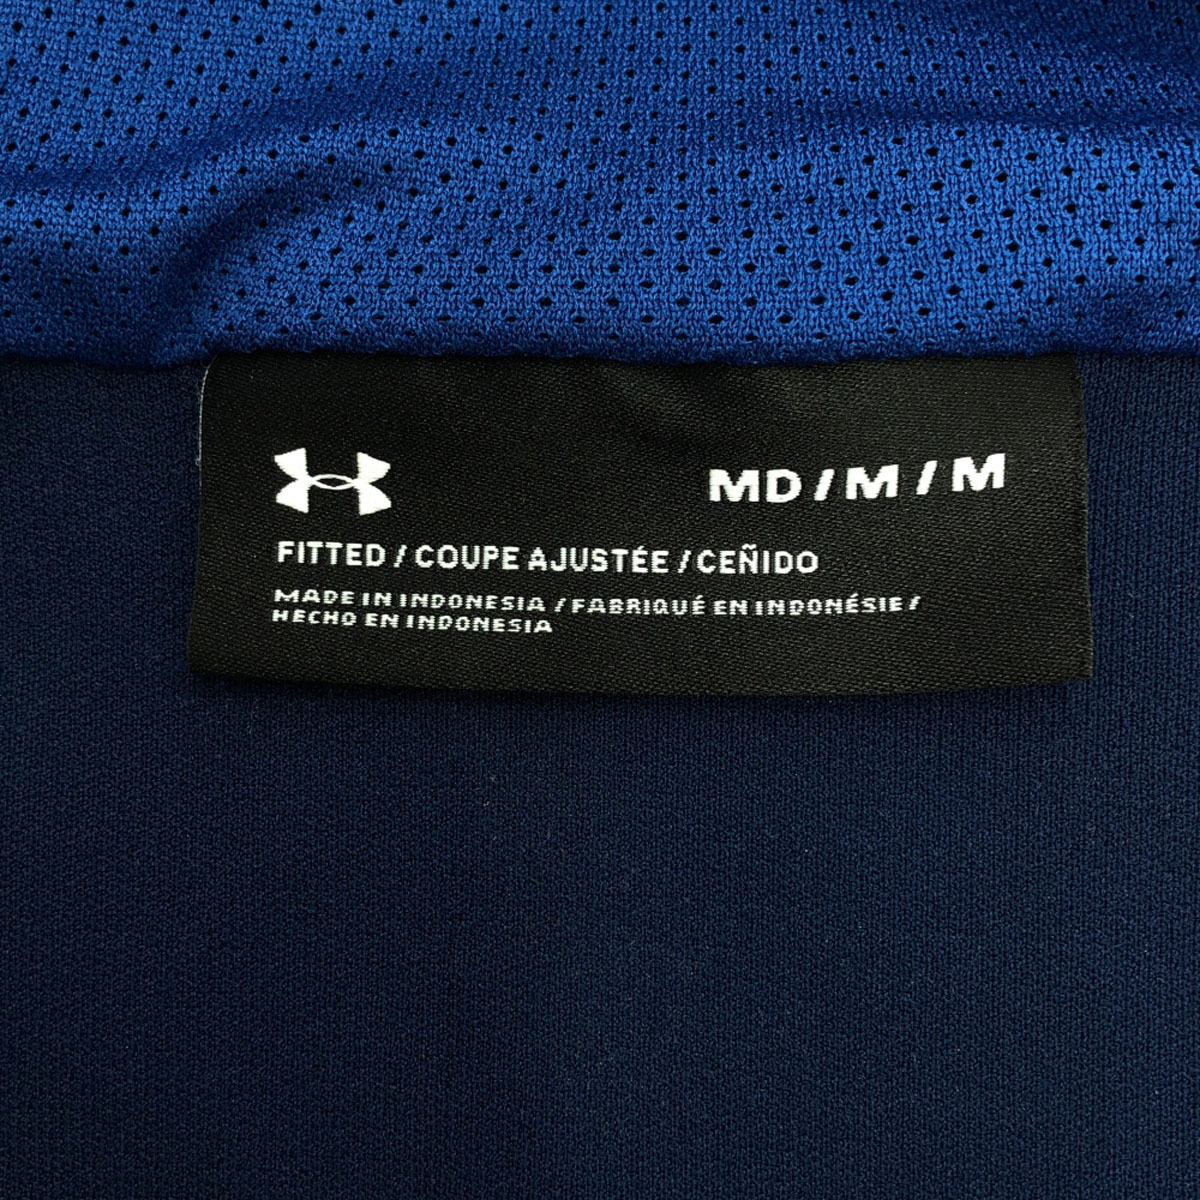 MD / M / M
FITTED / COUPE AJUSTÉE / CEÑIDO
MADE IN INDONESIA / FABRIQUÉ EN INDONÉSIE /
HECHO EN INDONESIA